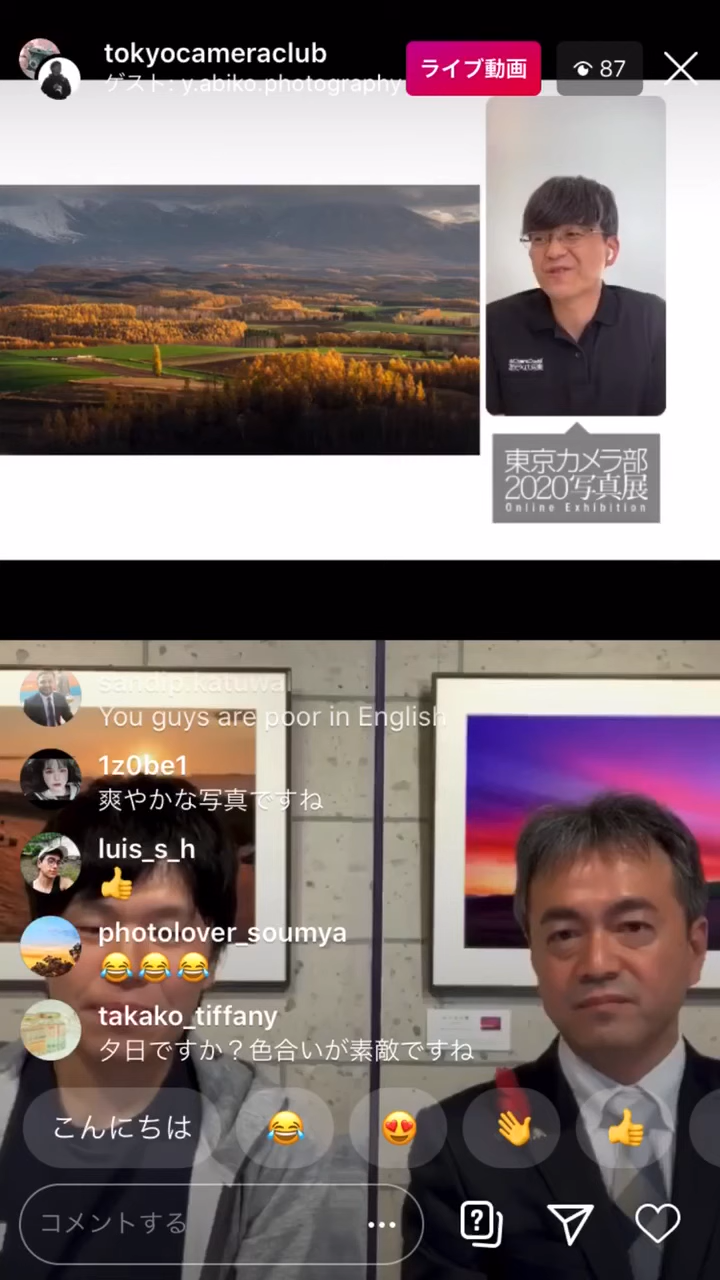 tokyocameraclub
ゲスト: y.abiko.photography
ライブ動画
87
東京カメラ部
2020写真展
Online Exhibition
sandip.katuwal
You guys are poor in English
1z0be1
爽やかな写真ですね
luis_s_h
👍
photolover_soumya
😂😂😂
takako_tiffany
夕日ですか？色合いが素敵ですね
こんにちは 😂 😍 👋 👍
コメントする